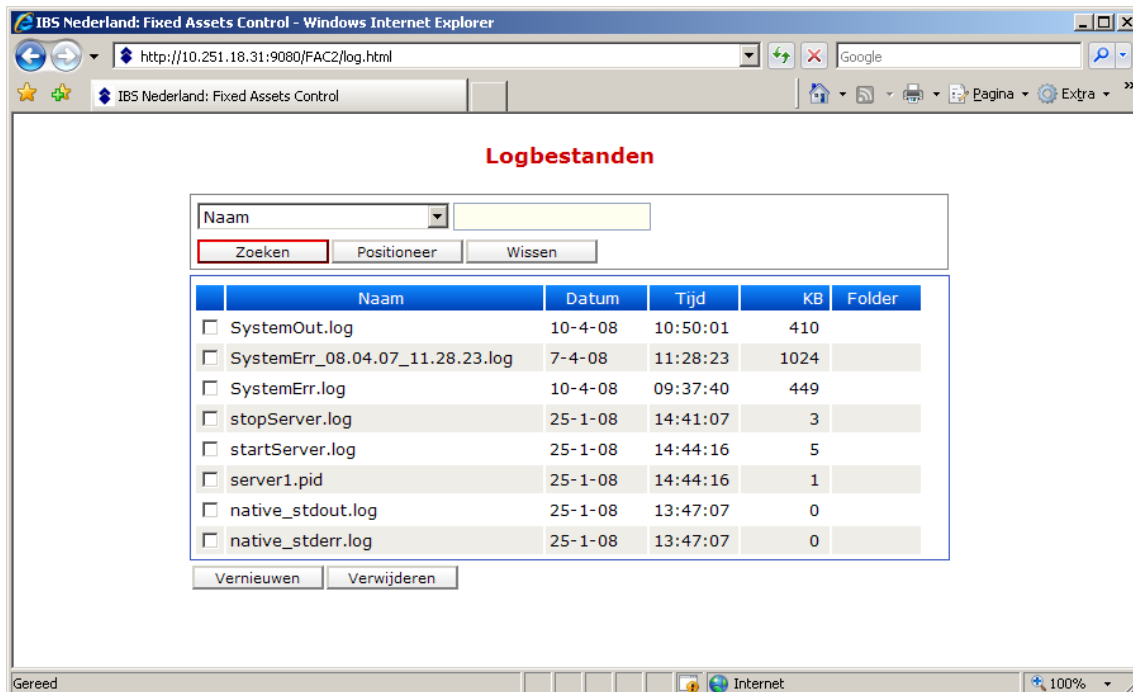 IBS Nederland: Fixed Assets Control - Windows Internet Explorer
http://10.251.18.31:9080/FAC2/log.html Google
IBS Nederland: Fixed Assets Control Pagina Extra »
Logbestanden
Naam
Zoeken Positioneer Wissen
Naam Datum Tijd KB Folder
SystemOut.log 10-4-08 10:50:01 410
SystemErr_08.04.07_11.28.23.log 7-4-08 11:28:23 1024
SystemErr.log 10-4-08 09:37:40 449
stopServer.log 25-1-08 14:41:07 3
startServer.log 25-1-08 14:44:16 5
server1.pid 25-1-08 14:44:16 1
native_stdout.log 25-1-08 13:47:07 0
native_stderr.log 25-1-08 13:47:07 0
Vernieuwen Verwijderen
Gereed Internet 100%